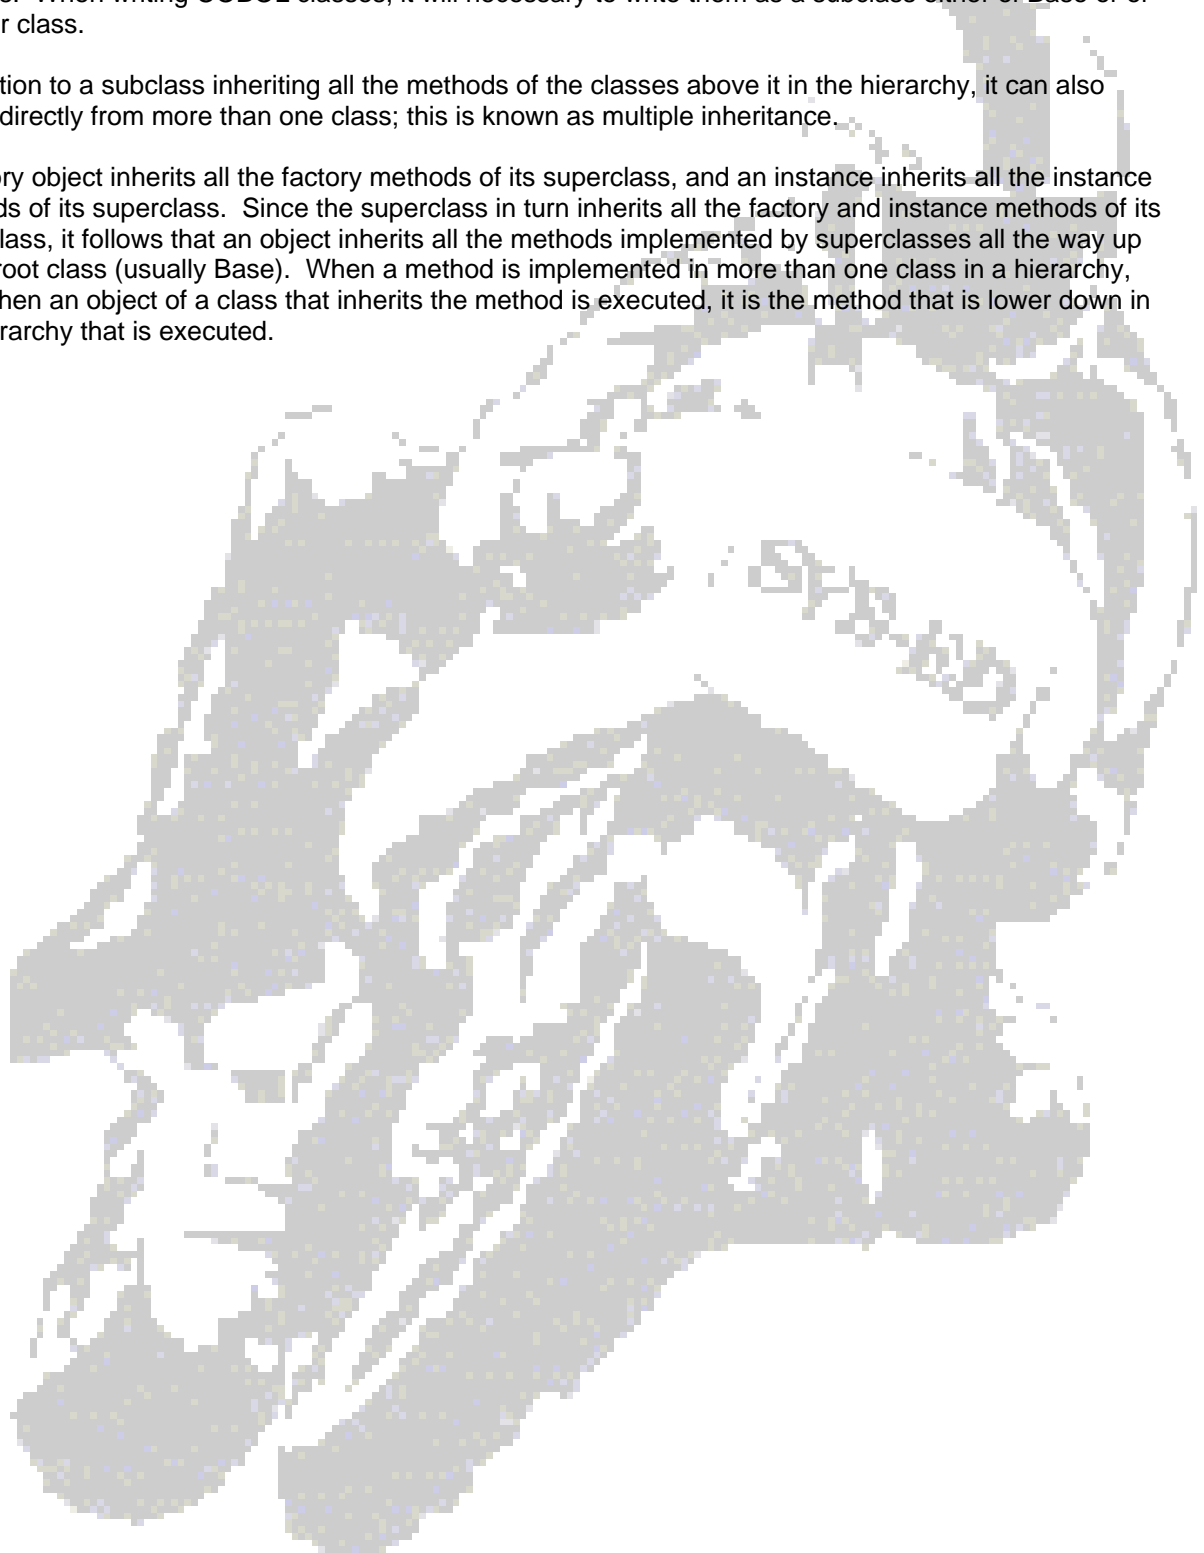 s. When writing COBOL classes, it will necessary to write them as a subclass either of Base or of
r class.
tion to a subclass inheriting all the methods of the classes above it in the hierarchy, it can also
directly from more than one class; this is known as multiple inheritance.
ory object inherits all the factory methods of its superclass, and an instance inherits all the instance
ds of its superclass. Since the superclass in turn inherits all the factory and instance methods of its
lass, it follows that an object inherits all the methods implemented by superclasses all the way up
root class (usually Base). When a method is implemented in more than one class in a hierarchy,
hen an object of a class that inherits the method is executed, it is the method that is lower down in
rarchy that is executed.
SYS-ED